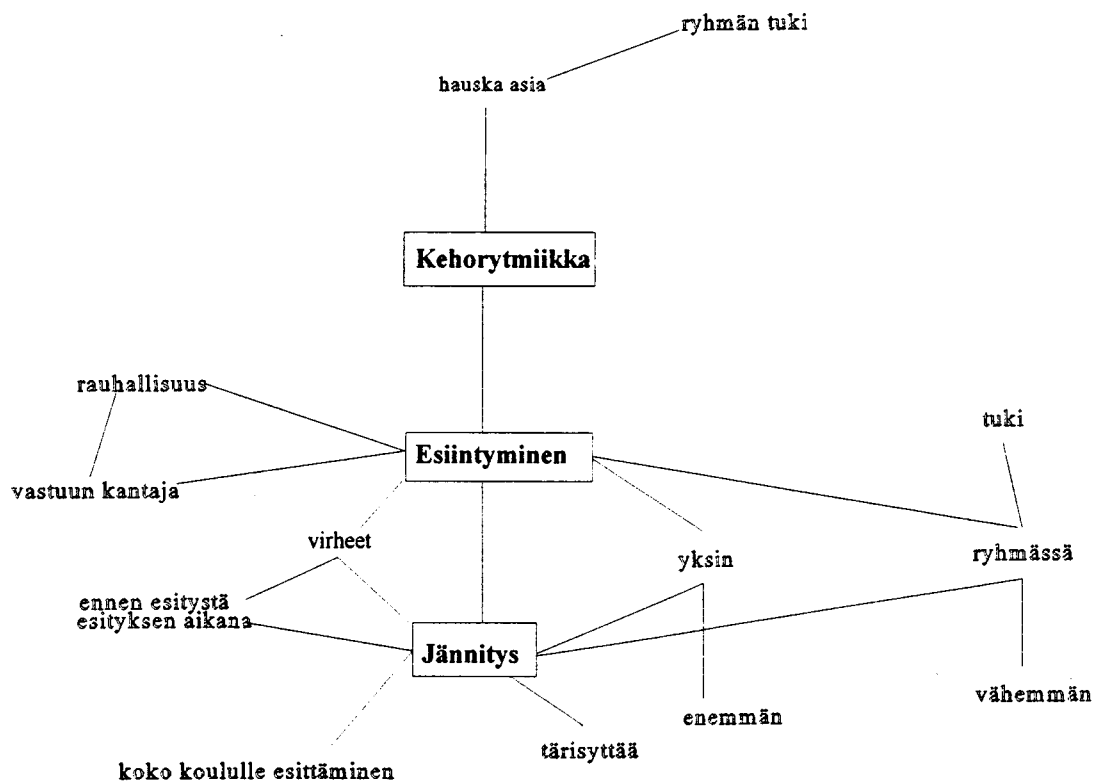 ryhmän tuki
hauska asia
Kehorytmiikka
rauhallisuus
tuki
Esiintyminen
vastuun kantaja
virheet
yksin
ryhmässä
ennen esitystä
esityksen aikana
Jännitys
vähemmän
enemmän
tärisyttää
koko koululle esittäminen